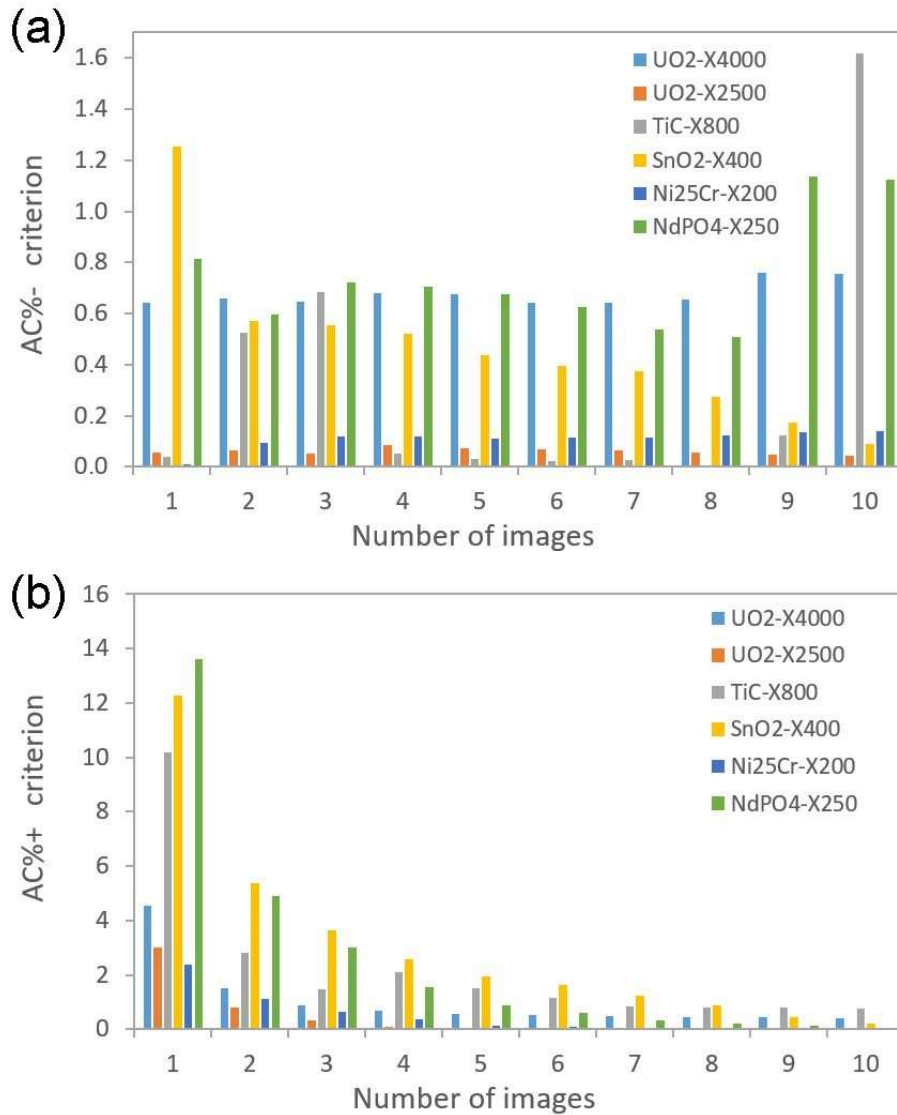 (a)
1.6
1.4
1.2
1.0
0.8
0.6
0.4
0.2
0.0
AC%- criterion
UO2-X4000
UO2-X2500
TiC-X800
SnO2-X400
Ni25Cr-X200
NdPO4-X250
1 2 3 4 5 6 7 8 9 10
Number of images
(b)
16
14
12
10
8
6
4
2
0
AC%+ criterion
UO2-X4000
UO2-X2500
TiC-X800
SnO2-X400
Ni25Cr-X200
NdPO4-X250
1 2 3 4 5 6 7 8 9 10
Number of images